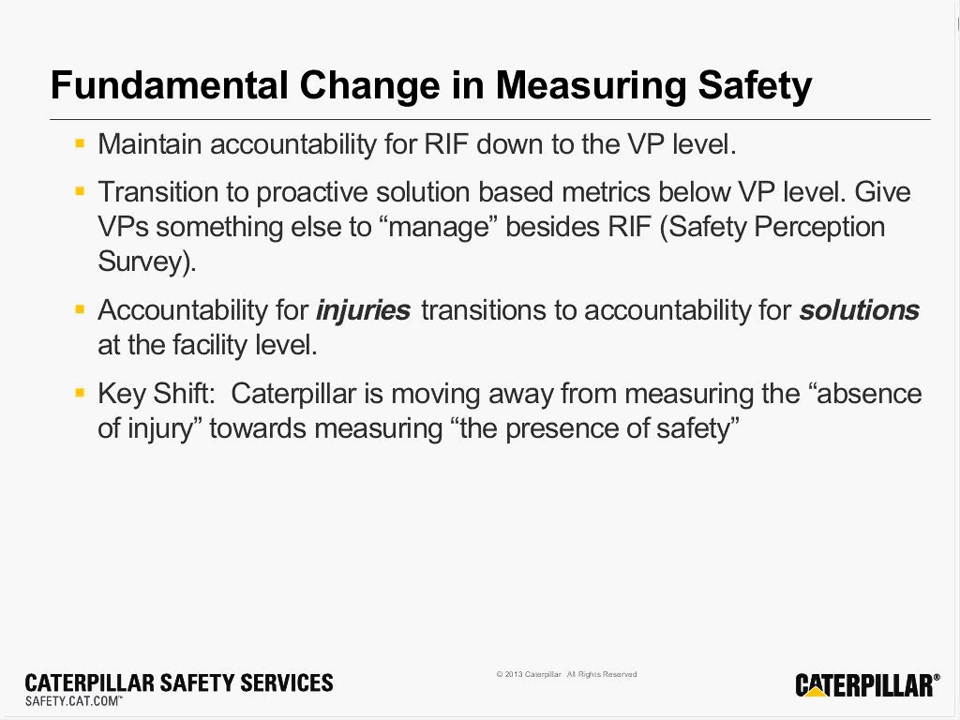 Fundamental Change in Measuring Safety
Maintain accountability for RIF down to the VP level.
Transition to proactive solution based metrics below VP level. Give
VPs something else to “manage” besides RIF (Safety Perception
Survey).
Accountability for injuries transitions to accountability for solutions
at the facility level.
Key Shift: Caterpillar is moving away from measuring the “absence
of injury” towards measuring “the presence of safety”
© 2013 Caterpillar All Rights Reserved
CATERPILLAR SAFETY SERVICES
SAFETY.CAT.COM™
CATERPILLAR®